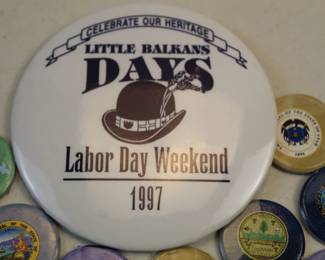 CELEBRATE OUR HERITAGE
LITTLE BALKANS
DAYS
Labor Day Weekend
1997